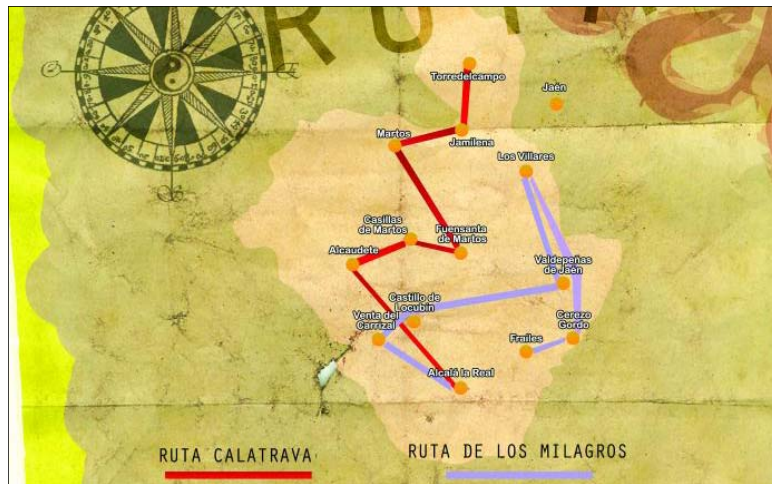 RUT
Torredelcampo
Jaén
Martos
Jamilena
Los Villares
Casillas
de Martos
Fuensanta
de Martos
Alcaudete
Valdepeñas
de Jaén
Castillo de
Locubín
Venta del
Carrizal
Cerezo
Gordo
Frailes
Alcalá la Real
RUTA CALATRAVA
RUTA DE LOS MILAGROS